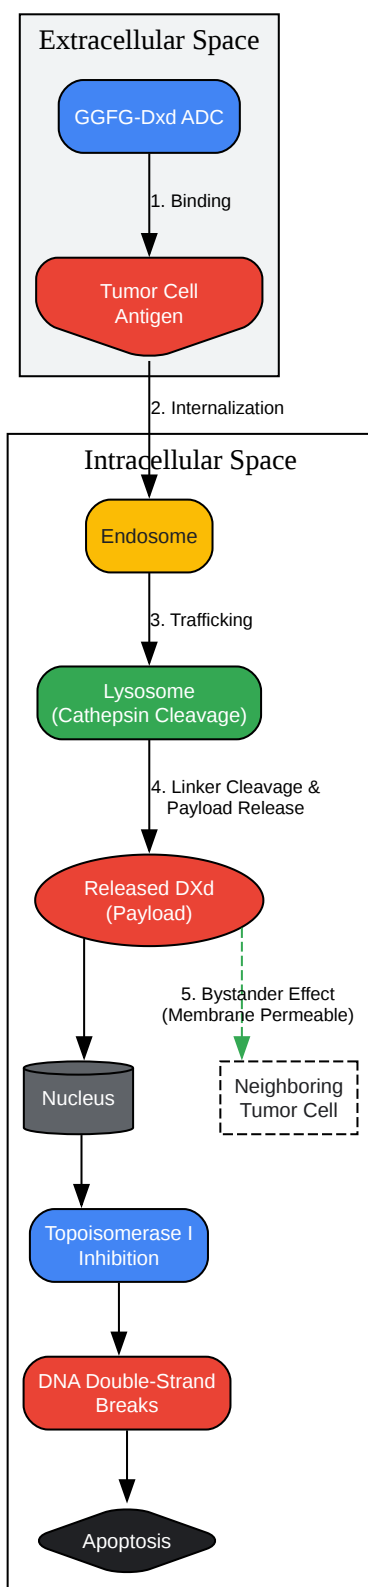 Extracellular Space
GGFG-Dxd ADC
1. Binding
Tumor Cell
Antigen
2. Internalization
Intracellular Space
Endosome
3. Trafficking
Lysosome
(Cathepsin Cleavage)
4. Linker Cleavage &
Payload Release
Released DXd
(Payload)
5. Bystander Effect
(Membrane Permeable)
Nucleus
Neighboring
Tumor Cell
Topoisomerase I
Inhibition
DNA Double-Strand
Breaks
Apoptosis